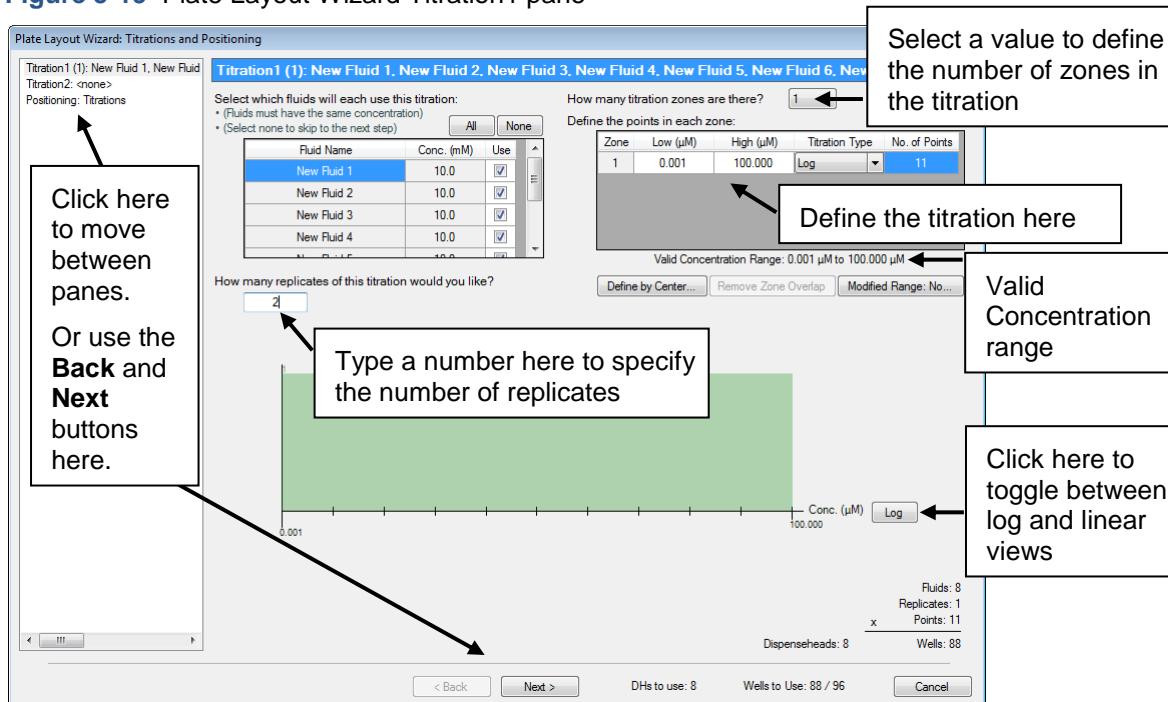 Figure 3-10 Plate Layout Wizard Titration1 pane
Plate Layout Wizard: Titrations and Positioning
Titration1 (1): New Fluid 1, New Fluid
Titration2: <none>
Positioning: Titrations
Titration1 (1): New Fluid 1, New Fluid 2, New Fluid 3, New Fluid 4, New Fluid 5, New Fluid 6, New
Select which fluids will each use this titration:
• (Fluids must have the same concentration)
• (Select none to skip to the next step)
All None
Fluid Name Conc. (mM) Use
New Fluid 1 10.0
New Fluid 2 10.0
New Fluid 3 10.0
New Fluid 4 10.0
How many replicates of this titration would you like?
2
How many titration zones are there? 1
Define the points in each zone:
Zone Low (µM) High (µM) Titration Type No. of Points
1 0.001 100.000 Log 11
Valid Concentration Range: 0.001 µM to 100.000 µM
Define by Center... Remove Zone Overlap Modified Range: No...
Select a value to define
the number of zones in
the titration
Define the titration here
Valid
Concentration
range
Click here
to move
between
panes.
Or use the
Back and
Next
buttons
here.
Type a number here to specify
the number of replicates
Click here to
toggle between
log and linear
views
Conc. (µM) Log
0.001 100.000
Fluids: 8
Replicates: 1
x Points: 11
Dispenseheads: 8 Wells: 88
< Back Next > DHs to use: 8 Wells to Use: 88 / 96 Cancel